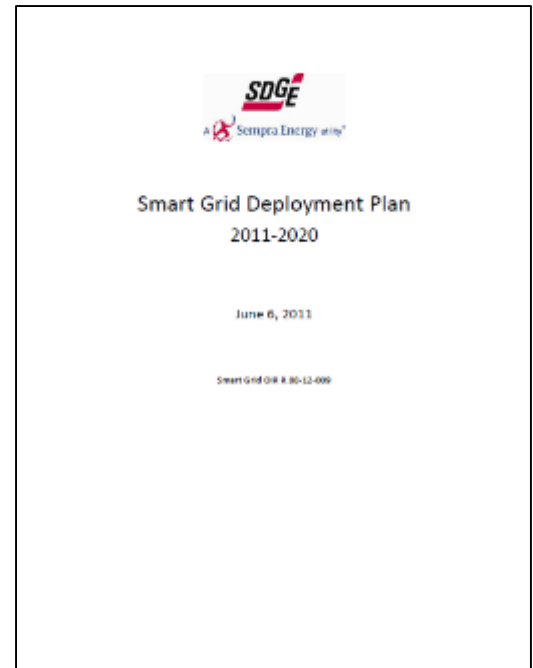 SDGE
A Sempra Energy utility®
Smart Grid Deployment Plan
2011-2020
June 6, 2011
Smart Grid OIR R.